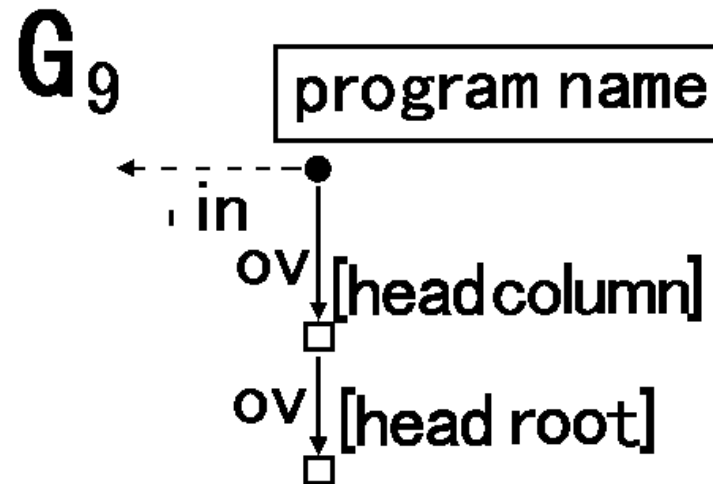 G9
program name
in
ov
[head column]
ov
[head root]